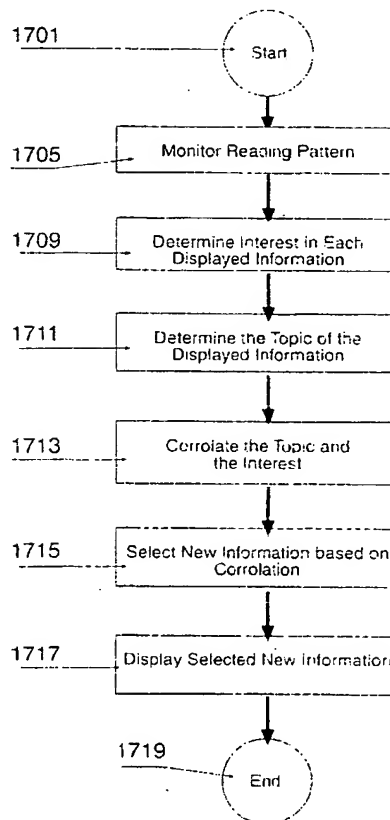 1701
Start
1705
Monitor Reading Pattern
1709
Determine Interest in Each
Displayed Information
1711
Determine the Topic of the
Displayed Information
1713
Corrolate the Topic and
the Interest
1715
Select New Information based on
Corrolation
1717
Display Selected New Information
1719
End